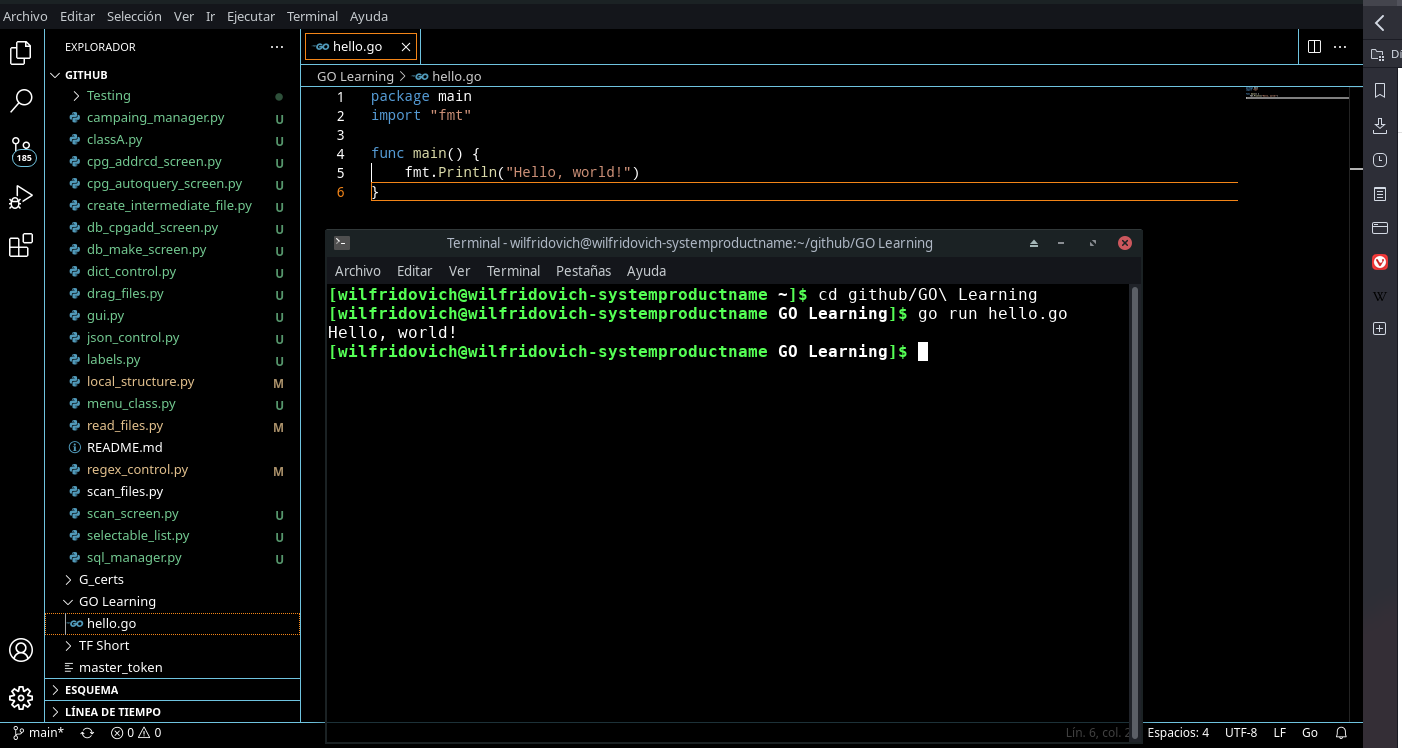 Archivo Editar Selección Ver Ir Ejecutar Terminal Ayuda
EXPLORADOR
GITHUB
Testing
campaing_manager.py U
classA.py U
cpg_addrcd_screen.py U
cpg_autoquery_screen.py U
create_intermediate_file.py U
db_cpgadd_screen.py U
db_make_screen.py U
dict_control.py U
drag_files.py U
gui.py U
json_control.py U
labels.py U
local_structure.py M
menu_class.py U
read_files.py M
README.md
regex_control.py M
scan_files.py
scan_screen.py U
selectable_list.py U
sql_manager.py U
G_certs
GO Learning
hello.go
TF Short
master_token
ESQUEMA
LÍNEA DE TIEMPO
185
GO hello.go
GO Learning > GO hello.go
1 package main
2 import "fmt"
3
4 func main() {
5 fmt.Println("Hello, world!")
6 }
Terminal - wilfridovich@wilfridovich-systemproductname:~/github/GO Learning
Archivo Editar Ver Terminal Pestañas Ayuda
[wilfridovich@wilfridovich-systemproductname ~]$ cd github/GO\ Learning
[wilfridovich@wilfridovich-systemproductname GO Learning]$ go run hello.go
Hello, world!
[wilfridovich@wilfridovich-systemproductname GO Learning]$
main* 0 0 Lín. 6, col. 2 Espacios: 4 UTF-8 LF Go
W